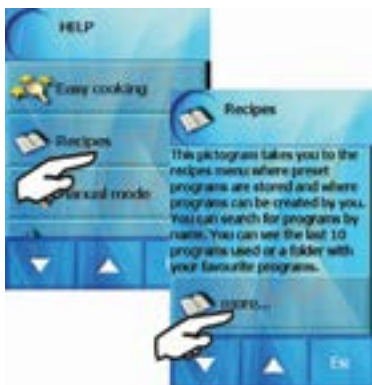 HELP
Easy cooking
Recipes
Manual mode
Recipes
This pictogram takes you to the
recipes menu where preset
programs are stored and where
programs can be created by you.
You can search for programs by
name. You can see the last 10
programs used or a folder with
your favourite programs.
more...
Esc